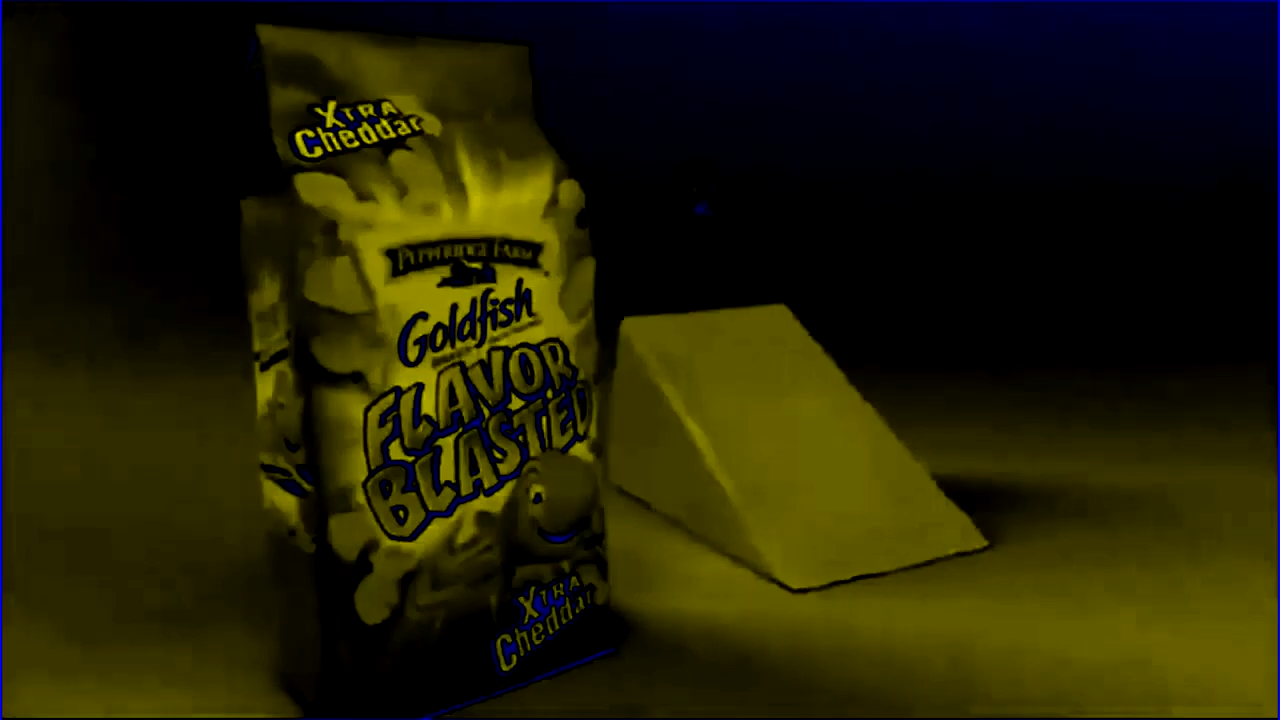 Xtra
Cheddar
Pepperidge Farm
Goldfish
FLAVOR
BLASTED
Xtra
Cheddar